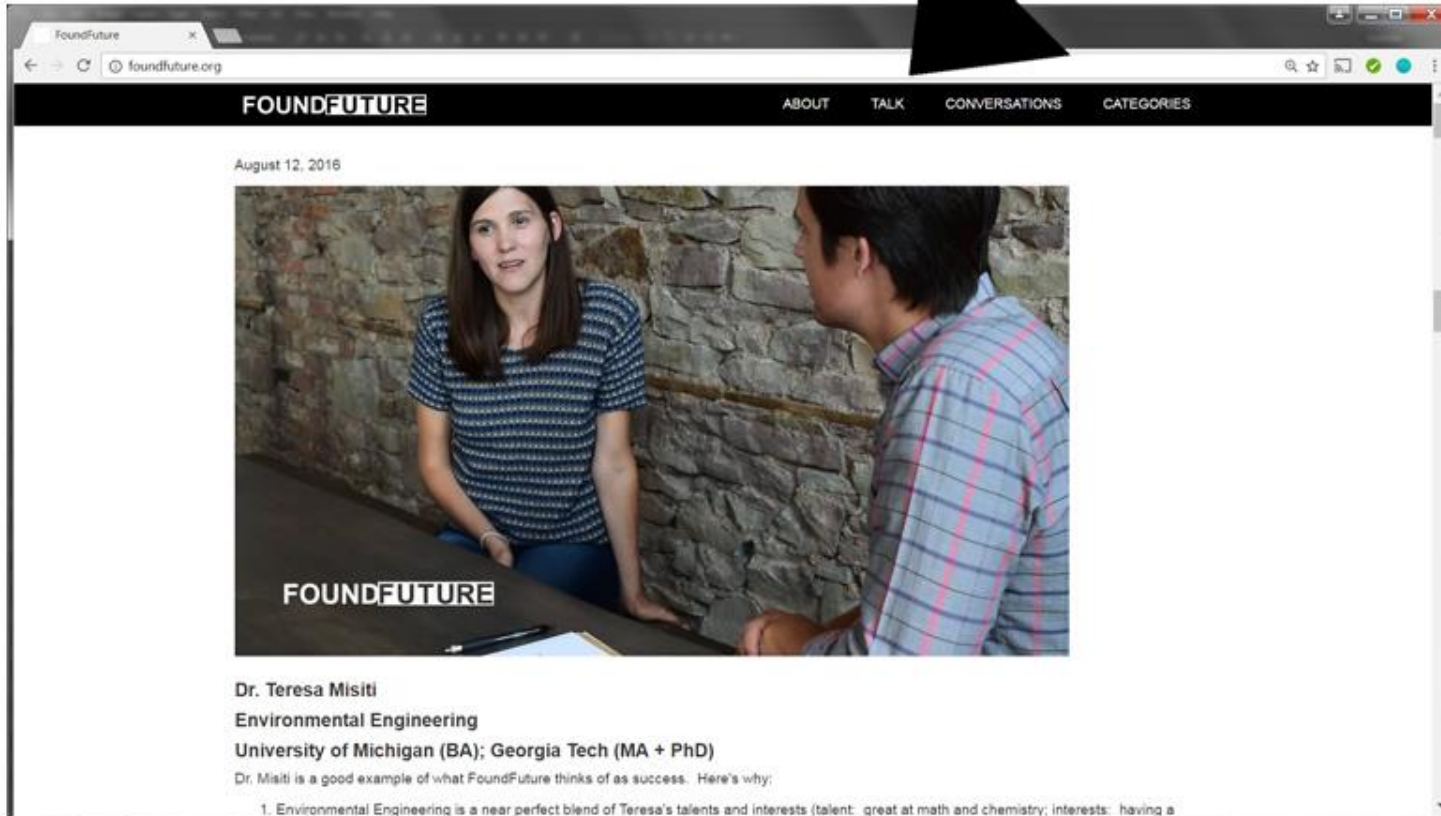 FoundFuture
foundfuture.org
FOUNDFUTURE ABOUT TALK CONVERSATIONS CATEGORIES
August 12, 2016
FOUNDFUTURE
Dr. Teresa Misiti
Environmental Engineering
University of Michigan (BA); Georgia Tech (MA + PhD)
Dr. Misiti is a good example of what FoundFuture thinks of as success. Here's why:
1. Environmental Engineering is a near perfect blend of Teresa's talents and interests (talent: great at math and chemistry; interests: having a